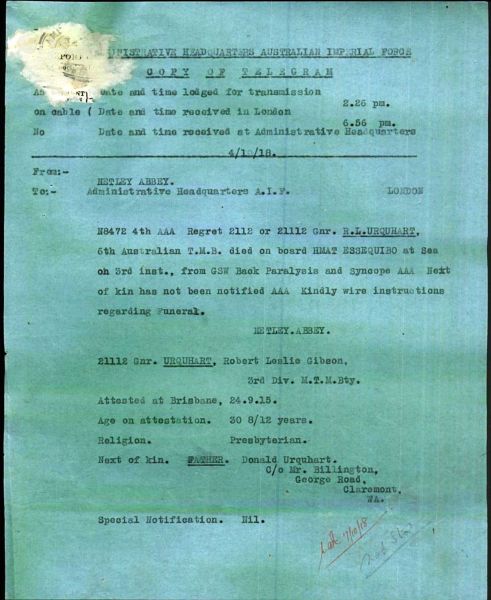 ADMINISTRATIVE HEADQUARTERS AUSTRALIAN IMPERIAL FORCE
COPY OF TELEGRAM
Date and time lodged for transmission
2.26 pm.
on cable ( Date and time received in London
6.56 pm.
No Date and time received at Administrative Headquarters
4/10/18.
From:-
NETLEY ABBEY.
To:- Administrative Headquarters A.I.F. LONDON
N8472 4th AAA Regret 2112 or 21112 Gnr. R.L.URQUHART,
6th Australian T.M.B. died on board HMAT ESSEQUIBO at Sea
oh 3rd inst., from GSW Back Paralysis and Syncope AAA Next
of kin has not been notified AAA Kindly wire instructions
regarding Funeral.
NETLEY.ABBEY.
21112 Gnr. URQUHART, Robert Leslie Gibson,
3rd Div. M.T.M.Bty.
Attested at Brisbane, 24.9.15.
Age on attestation. 30 8/12 years.
Religion. Presbyterian.
Next of kin. FATHER. Donald Urquhart.
C/o Mr. Billington,
George Road,
Claremont,
WA.
Special Notification. Nil.
7/10/18